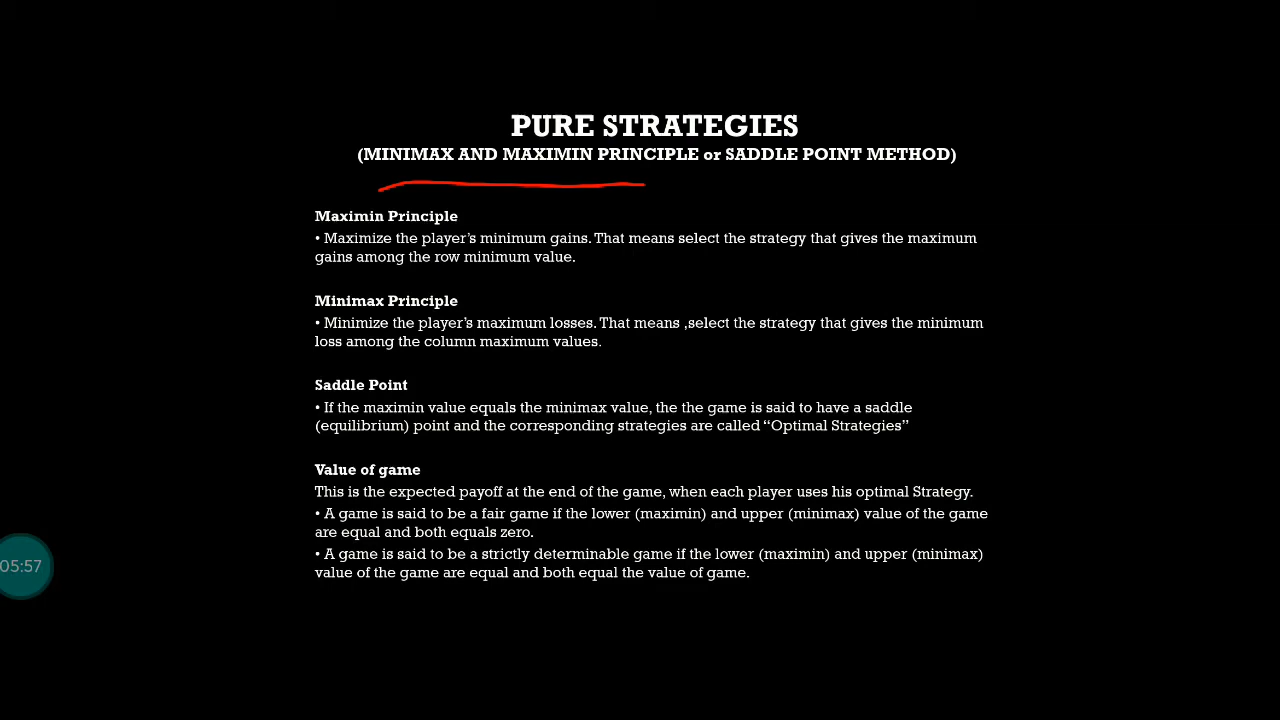 PURE STRATEGIES
(MINIMAX AND MAXIMIN PRINCIPLE or SADDLE POINT METHOD)
Maximin Principle
• Maximize the player's minimum gains. That means select the strategy that gives the maximum
gains among the row minimum value.
Minimax Principle
• Minimize the player's maximum losses. That means ,select the strategy that gives the minimum
loss among the column maximum values.
Saddle Point
• If the maximin value equals the minimax value, the the game is said to have a saddle
(equilibrium) point and the corresponding strategies are called “Optimal Strategies”
Value of game
This is the expected payoff at the end of the game, when each player uses his optimal Strategy.
• A game is said to be a fair game if the lower (maximin) and upper (minimax) value of the game
are equal and both equals zero.
• A game is said to be a strictly determinable game if the lower (maximin) and upper (minimax)
value of the game are equal and both equal the value of game.
05:57